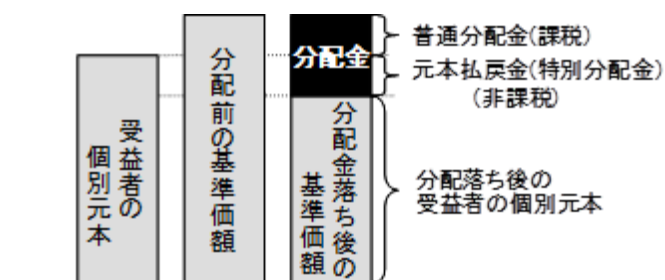 受益者の
個別元本
分配前の基準価額
分配金
分配金落ち後の
基準価額
普通分配金(課税)
元本払戻金(特別分配金)
(非課税)
分配落ち後の
受益者の個別元本